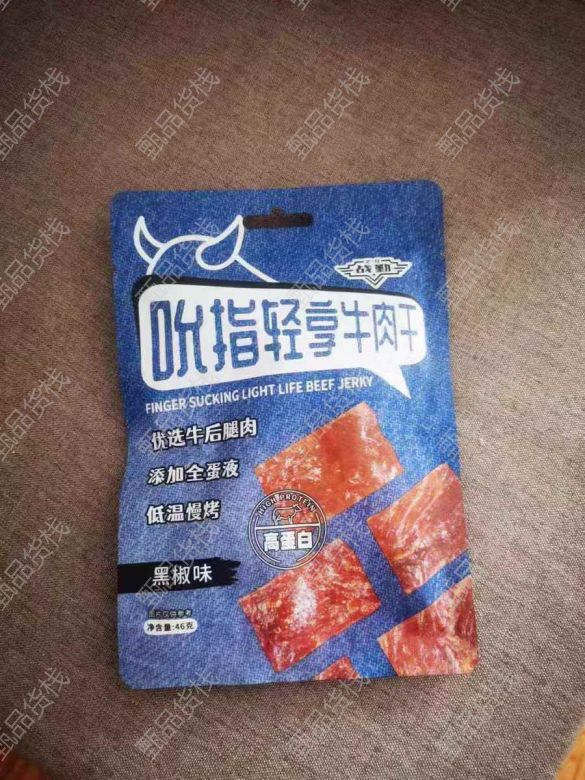 战勤
吮指轻享牛肉干
FINGER SUCKING LIGHT LIFE BEEF JERKY
优选牛后腿肉
添加全蛋液
低温慢烤
HIGH PROTEIN
高蛋白
黑椒味
图片仅供参考
净含量:46克
甄品货栈